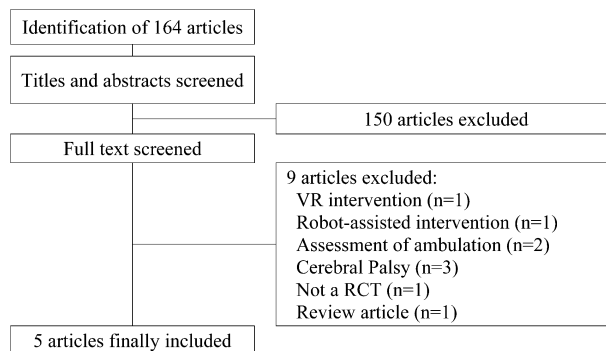 Identification of 164 articles
Titles and abstracts screened
150 articles excluded
Full text screened
9 articles excluded:
VR intervention (n=1)
Robot-assisted intervention (n=1)
Assessment of ambulation (n=2)
Cerebral Palsy (n=3)
Not a RCT (n=1)
Review article (n=1)
5 articles finally included